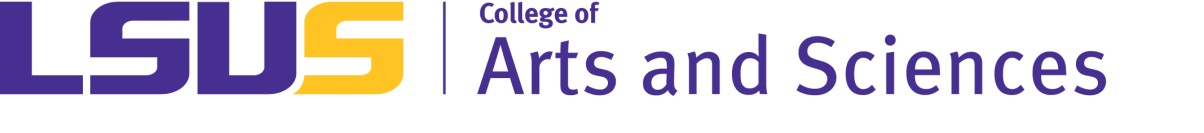 LSUS
College of
Arts and Sciences